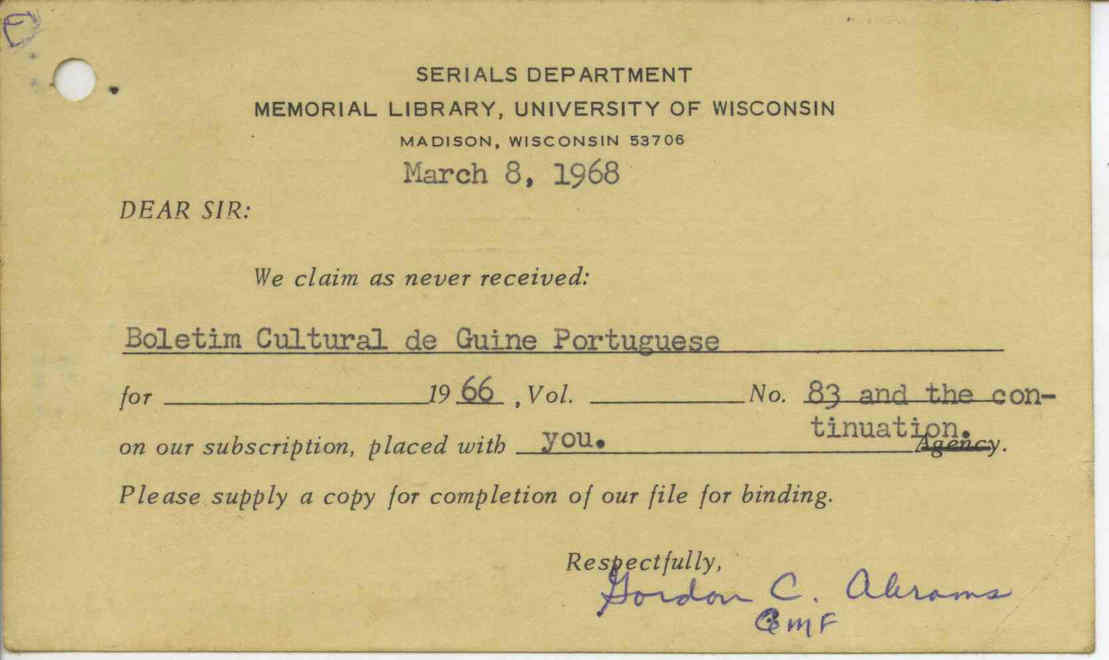 E
SERIALS DEPARTMENT
MEMORIAL LIBRARY, UNIVERSITY OF WISCONSIN
MADISON, WISCONSIN 53706
March 8, 1968
DEAR SIR:
We claim as never received:
Boletim Cultural de Guine Portuguese
for 1966, Vol. No. 83 and the con-
tinuation.
on our subscription, placed with you. Agency.
Please supply a copy for completion of our file for binding.
Respectfully,
Gordon C. Abrams
emF